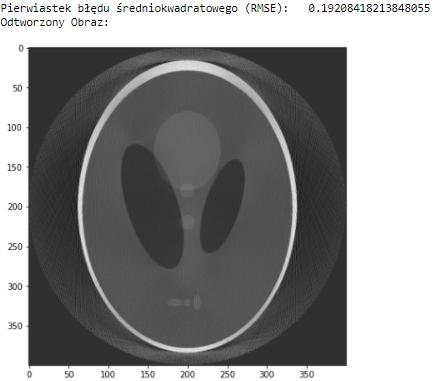 Pierwiastek błędu średniokwadratowego (RMSE): 0.19208418213848055
Odtworzony Obraz:
0
50
100
150
200
250
300
350
0 50 100 150 200 250 300 350